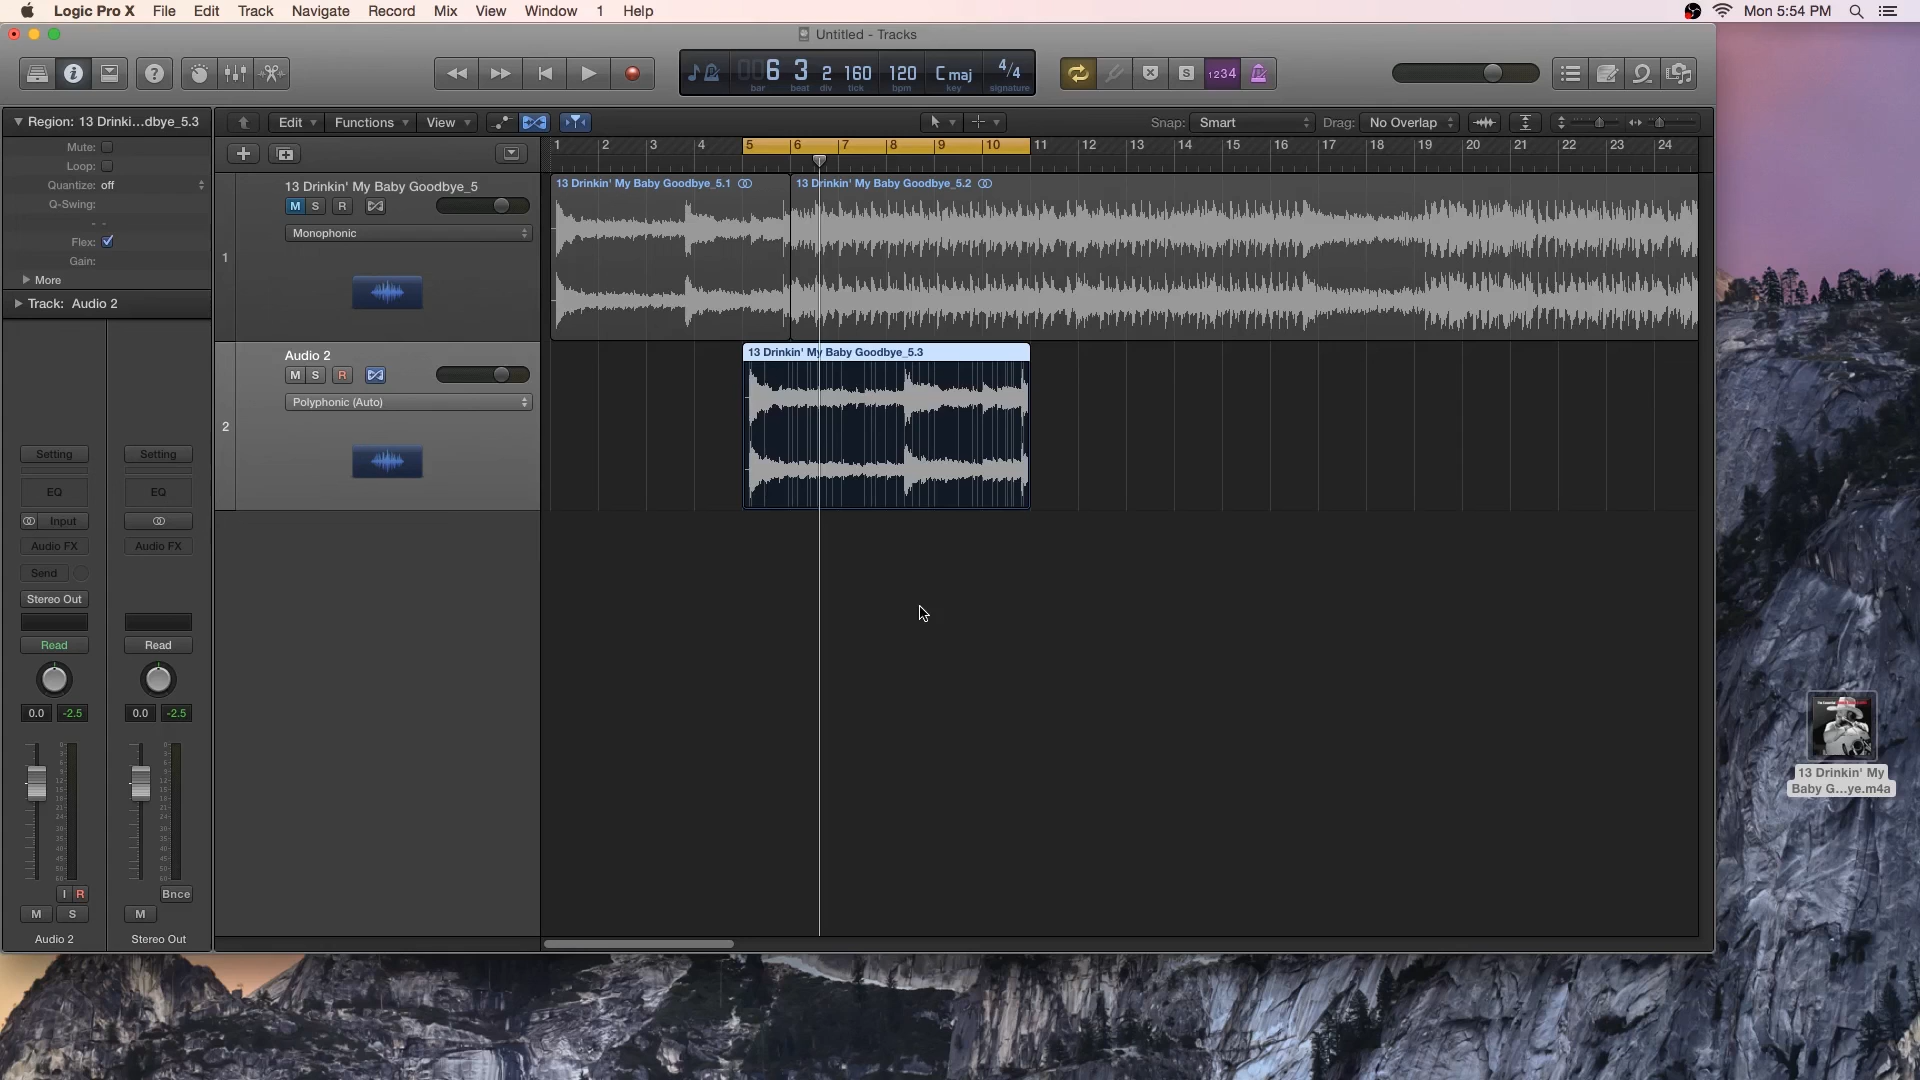 Logic Pro X File Edit Track Navigate Record Mix View Window 1 Help Mon 5:54 PM
Untitled - Tracks
6 3 2 160 120 C maj 4/4
bar beat div tick bpm key signature
S 1234
Region: 13 Drinki...dbye_5.3
Edit Functions View Snap: Smart Drag: No Overlap
Mute:
Loop:
Quantize: off
Q-Swing:
Flex:
Gain:
More
Track: Audio 2
1 2 3 4 5 6 7 8 9 10 11 12 13 14 15 16 17 18 19 20 21 22 23 24
1
13 Drinkin' My Baby Goodbye_5
M S R
Monophonic
13 Drinkin' My Baby Goodbye_5.1 13 Drinkin' My Baby Goodbye_5.2
2
Audio 2
M S R
Polyphonic (Auto)
13 Drinkin' My Baby Goodbye_5.3
Setting Setting
EQ EQ
Input
Audio FX Audio FX
Send
Stereo Out
Read Read
0.0 -2.5 0.0 -2.5
I R Bnce
M S M
Audio 2 Stereo Out
13 Drinkin' My
Baby G...ye.m4a